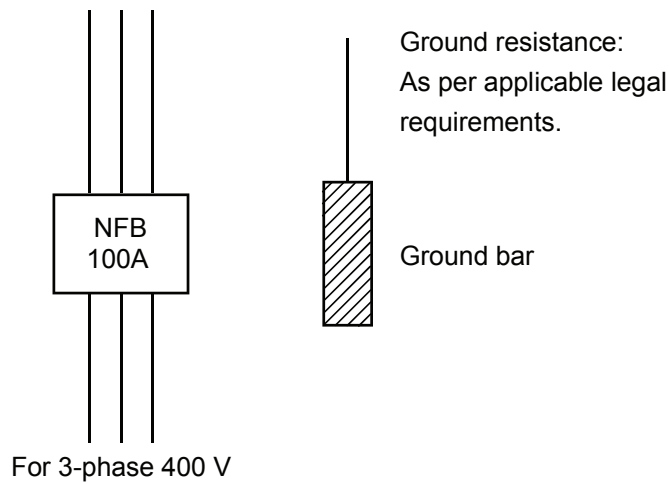 Ground resistance:
As per applicable legal
requirements.
NFB
100A
Ground bar
For 3-phase 400 V